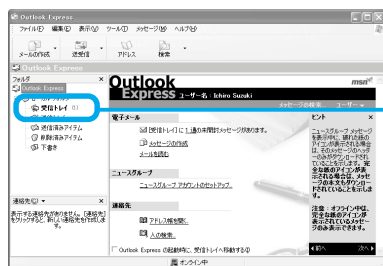 Outlook Express
ファイル(F) 編集(E) 表示(V) ツール(T) メッセージ(M) ヘルプ(H)
メールの作成 送受信 アドレス 検索
Outlook Express
フォルダ ×
Outlook Express
受信トレイ (1)
送信済みアイテム
削除済みアイテム
下書き
連絡先(C) ▼ ×
表示する連絡先がありません。[連絡先] をクリックすると、新しい連絡先を作成します。
Outlook Express ユーザー名 : Ichiro Suzuki
msn
メッセージの検索... ユーザー ▼
電子メール
[受信トレイ] に 1 通の未開封メッセージがあります。
メッセージの作成
メールを読む
ニュースグループ
ニュースグループ アカウントのセットアップ...
連絡先
アドレス帳を開く...
人の検索...
Outlook Express の起動時に、受信トレイへ移動する(I)
ヒント ×
ニュースグループ メッセージ
を表示中に、破れた紙の
アイコンが表示される場合
は、そのメッセージのヘッダ
ーのみがダウンロードされ
ていることを示します。完
全な紙のアイコンが表
示される場合は、メッセ
ージの本文もダウンロー
ドされていることを示しま
す。
注意 : オフライン中は、
完全な紙のアイコンが
表示されているメッセー
ジのみ表示できます。
前へ 次へ
オンライン中